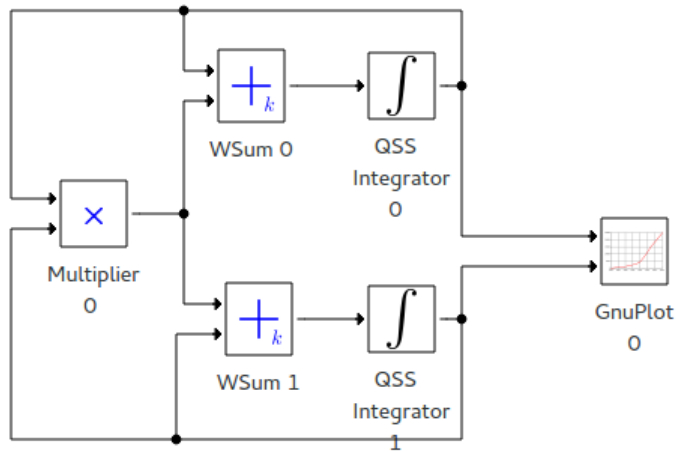 k
WSum 0
QSS
Integrator
0
×
Multiplier
0
GnuPlot
0
k
WSum 1
QSS
Integrator
1